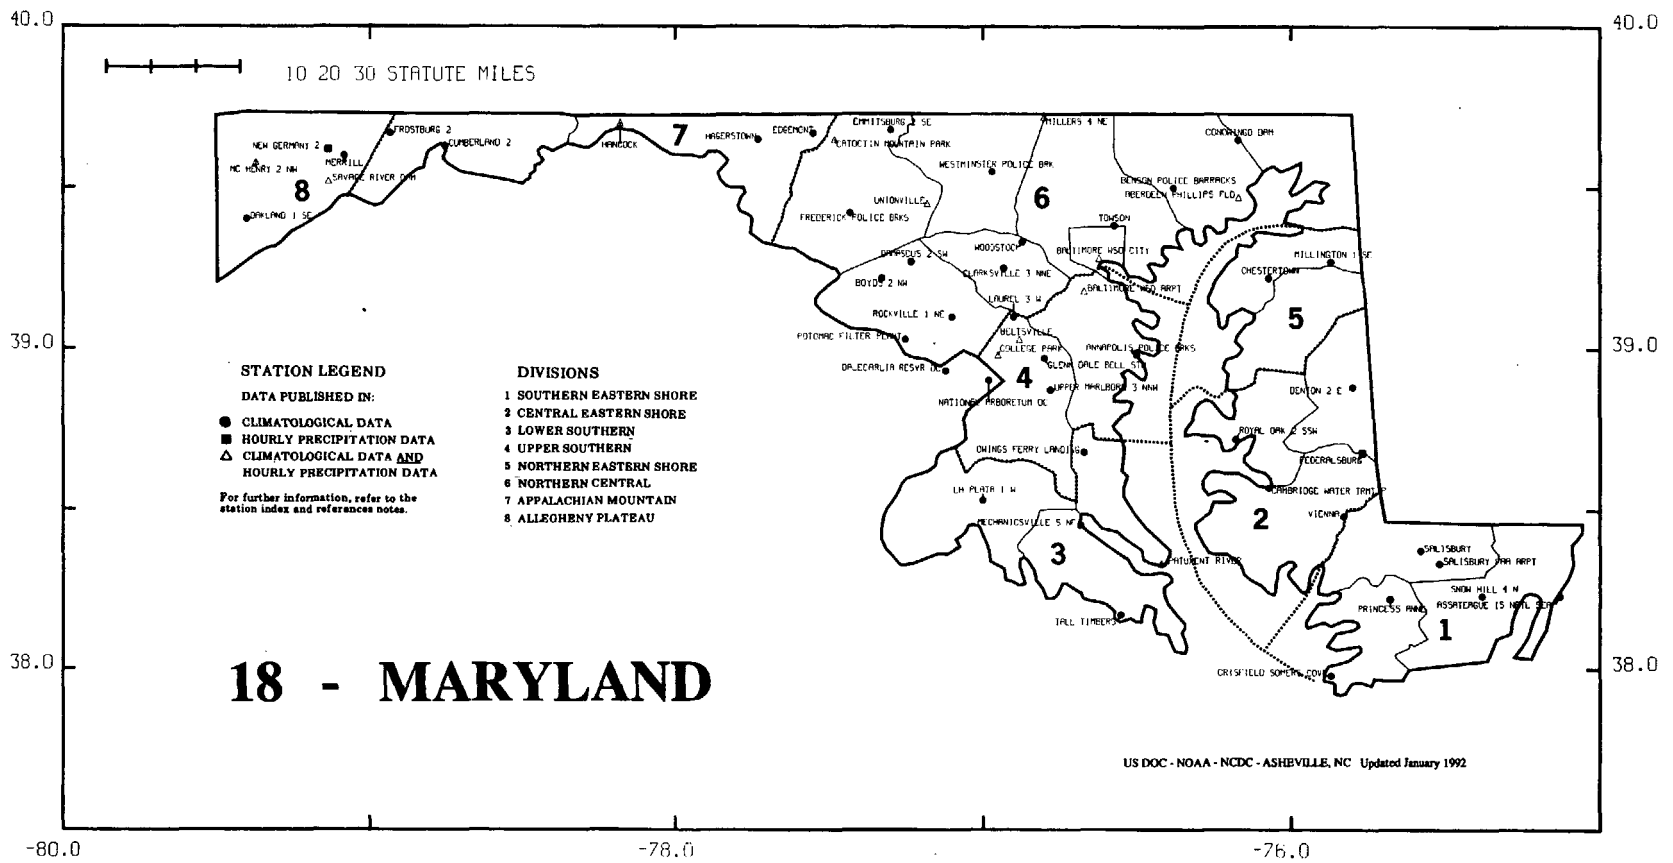 40.0
40.0
10 20 30 STATUTE MILES
FROSTBURG 2
NEW GERMANY 2
CUMBERLAND 2
MERRILL
MC HENRY 2 NW
SAVAGE RIVER DAM
8
OAKLAND 1 SE
HANCOCK
7
HAGERSTOWN
EDGEMONT
EMMITSBURG 2 SE
CATOCTIN MOUNTAIN PARK
MILLERS 4 NE
CONOWINGO DAM
WESTMINSTER POLICE BRK
BENSON POLICE BARRACKS
ABERDEEN PHILLIPS FLD
UNIONVILLE
6
FREDERICK POLICE BRKS
TOWSON
WOODSTOCK
BALTIMORE WSO CITY
DAMASCUS 2 SW
CLARKSVILLE 3 NNE
MILLINGTON 1 SE
CHESTERTOWN
BOYDS 2 NW
BALTIMORE WSO ARPT
LAUREL 3 W
ROCKVILLE 1 NE
5
POTOMAC FILTER PLANT
BELTSVILLE
39.0
39.0
COLLEGE PARK
ANNAPOLIS POLICE BRKS
DALECARLIA RESVR DC
GLENN DALE BELL STN
4
UPPER MARLBORO 3 NNW
DENTON 2 E
NATIONAL ARBORETUM DC
ROYAL OAK 2 SSW
OWINGS FERRY LANDING
FEDERALSBURG
LA PLATA 1 W
CAMBRIDGE WATER TRMT P
VIENNA
2
MECHANICSVILLE 5 NE
3
PATUXENT RIVER
SALISBURY
SALISBURY FAA ARPT
SNOW HILL 4 N
PRINCESS ANNE
ASSATEAGUE IS NATL SEA
TALL TIMBERS
1
CRISFIELD SOMERS COVE
STATION LEGEND
DATA PUBLISHED IN:
CLIMATOLOGICAL DATA
HOURLY PRECIPITATION DATA
CLIMATOLOGICAL DATA AND
HOURLY PRECIPITATION DATA
For further information, refer to the
station index and references notes.
DIVISIONS
1 SOUTHERN EASTERN SHORE
2 CENTRAL EASTERN SHORE
3 LOWER SOUTHERN
4 UPPER SOUTHERN
5 NORTHERN EASTERN SHORE
6 NORTHERN CENTRAL
7 APPALACHIAN MOUNTAIN
8 ALLEGHENY PLATEAU
38.0
38.0
18 - MARYLAND
US DOC - NOAA - NCDC - ASHEVILLE, NC Updated January 1992
-80.0
-78.0
-76.0